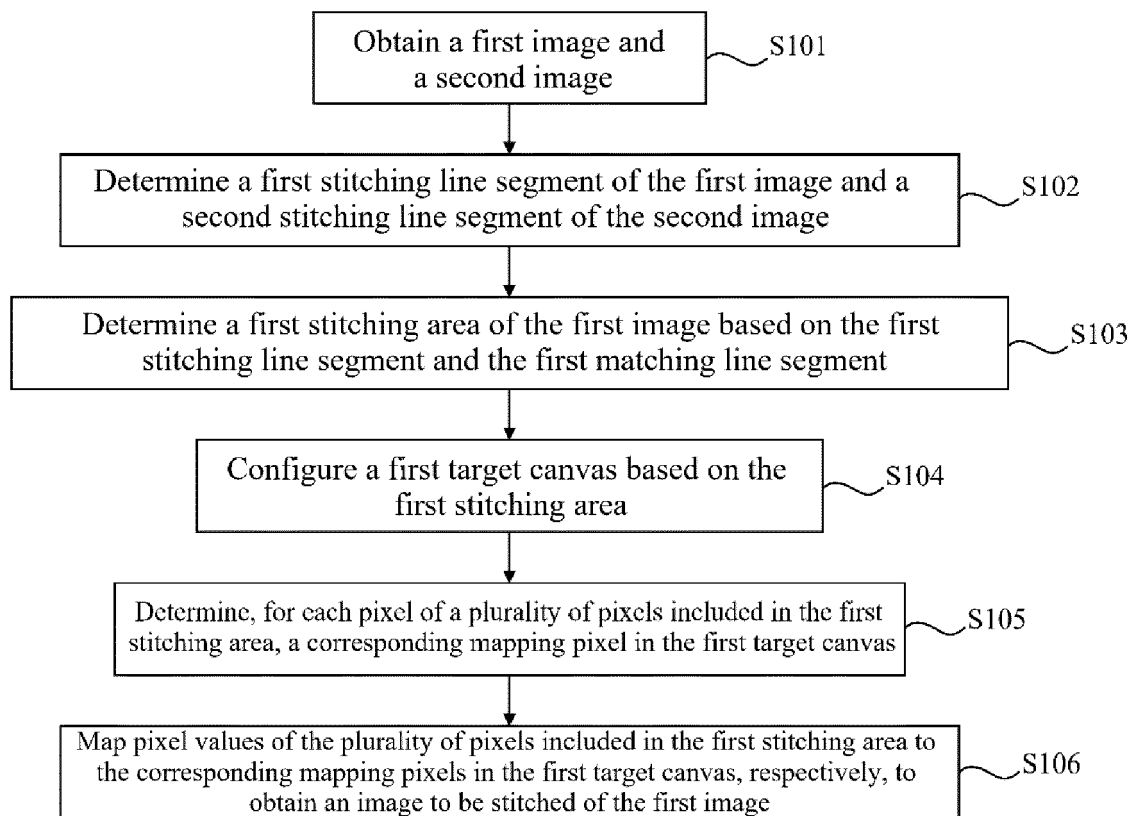 Obtain a first image and
a second image
S101
Determine a first stitching line segment of the first image and a
second stitching line segment of the second image
S102
Determine a first stitching area of the first image based on the first
stitching line segment and the first matching line segment
S103
Configure a first target canvas based on the
first stitching area
S104
Determine, for each pixel of a plurality of pixels included in the first
stitching area, a corresponding mapping pixel in the first target canvas
S105
Map pixel values of the plurality of pixels included in the first stitching area to
the corresponding mapping pixels in the first target canvas, respectively, to
obtain an image to be stitched of the first image
S106